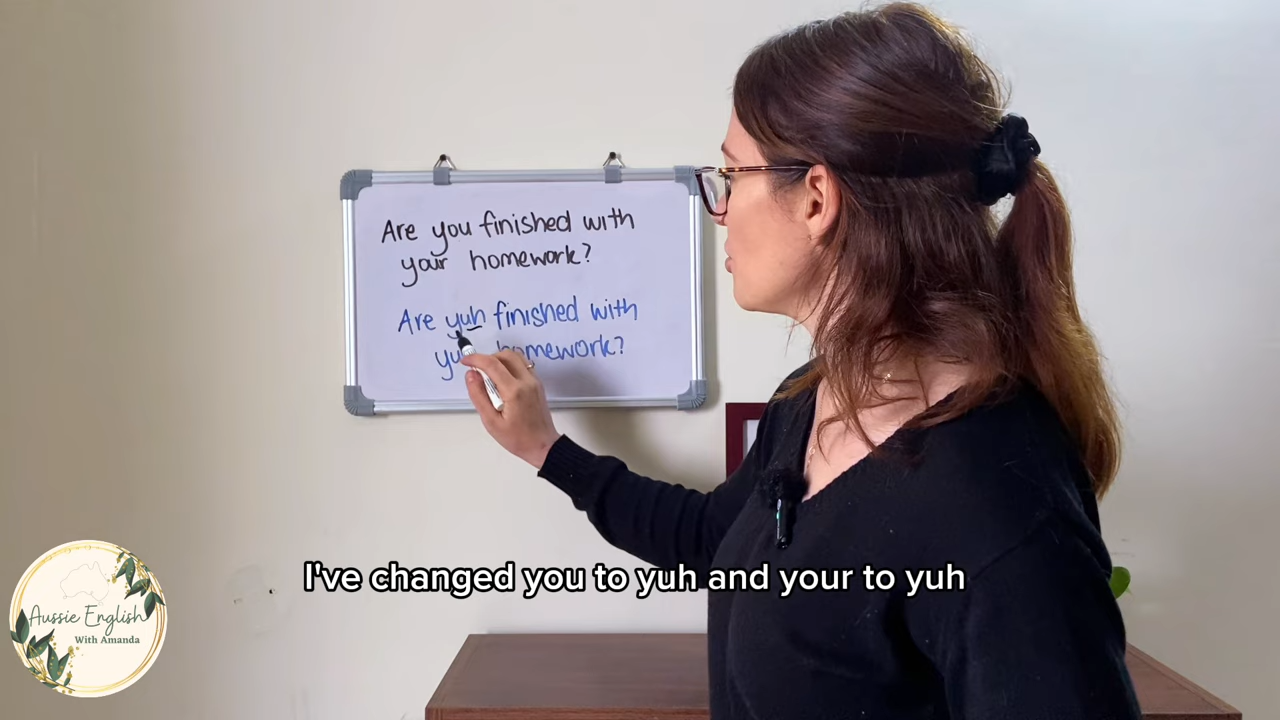 Are you finished with
your homework?
Are yuh finished with
homework?
I've changed you to yuh and your to yuh
Aussie English
With Amanda